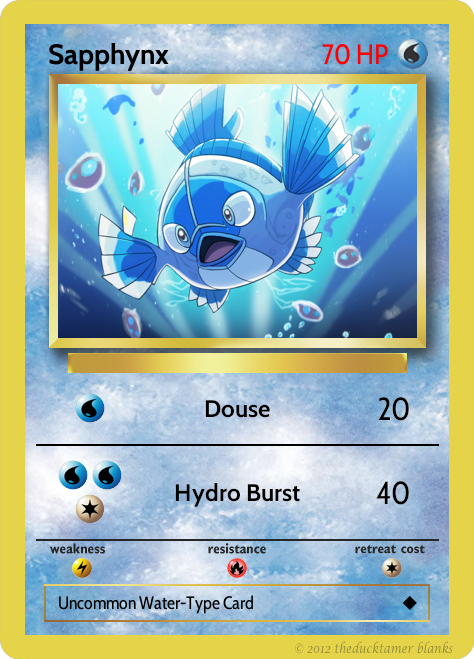 Sapphynx 70 HP
Douse 20
Hydro Burst 40
weakness resistance retreat cost
Uncommon Water-Type Card
© 2012 theducktamer blanks